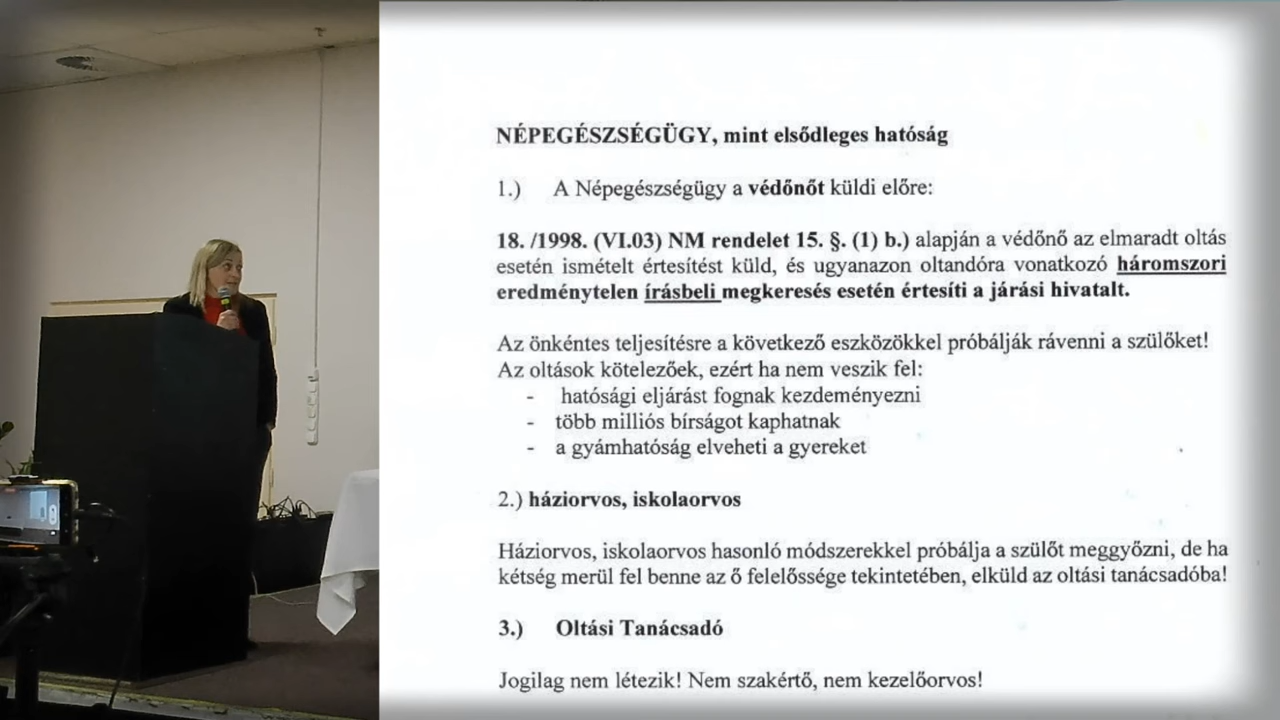 NÉPEGÉSZSÉGÜGY, mint elsődleges hatóság
1.) A Népegészségügy a védőnőt küldi előre:
18. /1998. (VI.03) NM rendelet 15. §. (1) b.) alapján a védőnő az elmaradt oltás
esetén ismételt értesítést küld, és ugyanazon oltandóra vonatkozó háromszori
eredménytelen írásbeli megkeresés esetén értesíti a járási hivatalt.
Az önkéntes teljesítésre a következő eszközökkel próbálják rávenni a szülőket!
Az oltások kötelezőek, ezért ha nem veszik fel:
- hatósági eljárást fognak kezdeményezni
- több milliós bírságot kaphatnak
- a gyámhatóság elveheti a gyereket
2.) háziorvos, iskolaorvos
Háziorvos, iskolaorvos hasonló módszerekkel próbálja a szülőt meggyőzni, de ha
kétség merül fel benne az ő felelőssége tekintetében, elküld az oltási tanácsadóba!
3.) Oltási Tanácsadó
Jogilag nem létezik! Nem szakértő, nem kezelőorvos!